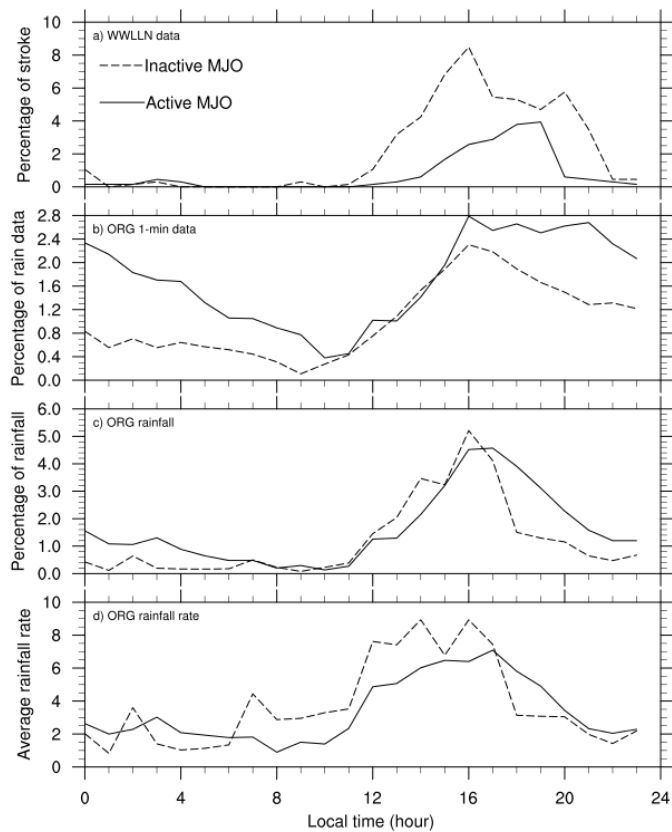 a) WWLLN data
Inactive MJO
Active MJO
Percentage of stroke
10
8
6
4
2
0
b) ORG 1-min data
Percentage of rain data
2.8
2.4
2.0
1.6
1.2
0.8
0.4
0.0
c) ORG rainfall
Percentage of rainfall
6.0
5.0
4.0
3.0
2.0
1.0
0.0
d) ORG rainfall rate
Average rainfall rate
10
8
6
4
2
0
0 4 8 12 16 20 24
Local time (hour)